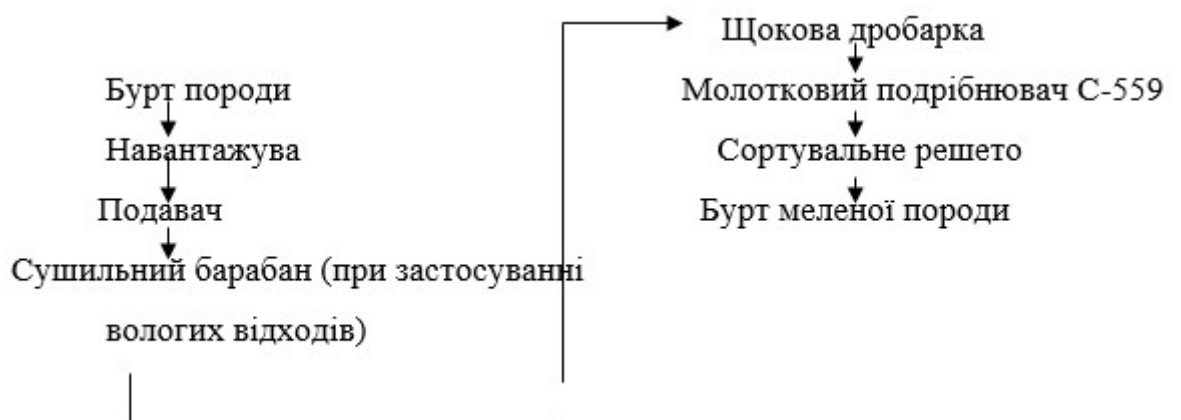 Бурт породи
Навантажува
Подавач
Сушильний барабан (при застосуванні
вологих відходів)
Щокова дробарка
Молотковий подрібнювач С-559
Сортувальне решето
Бурт меленої породи